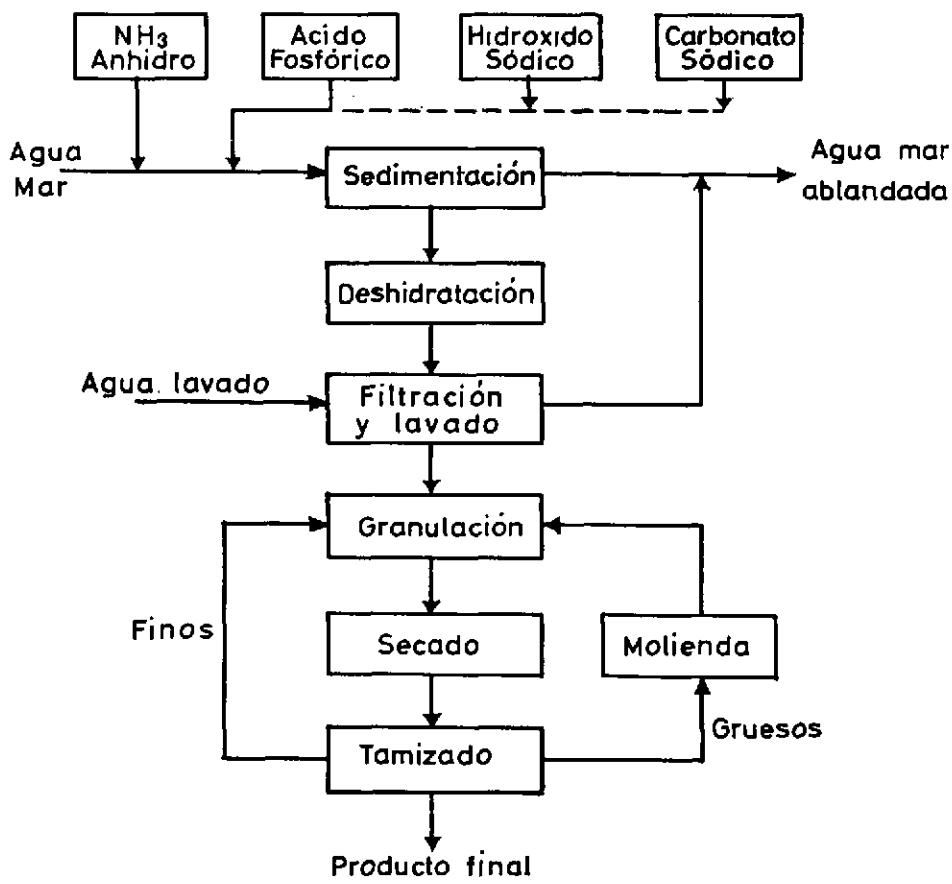 NH3
Anhidro
Acido
Fosfórico
Hidroxido
Sódico
Carbonato
Sódico
Agua
Mar
Sedimentación
Agua mar
ablandada
Deshidratación
Agua. lavado
Filtración
y lavado
Granulación
Finos
Secado
Molienda
Gruesos
Tamizado
Producto final